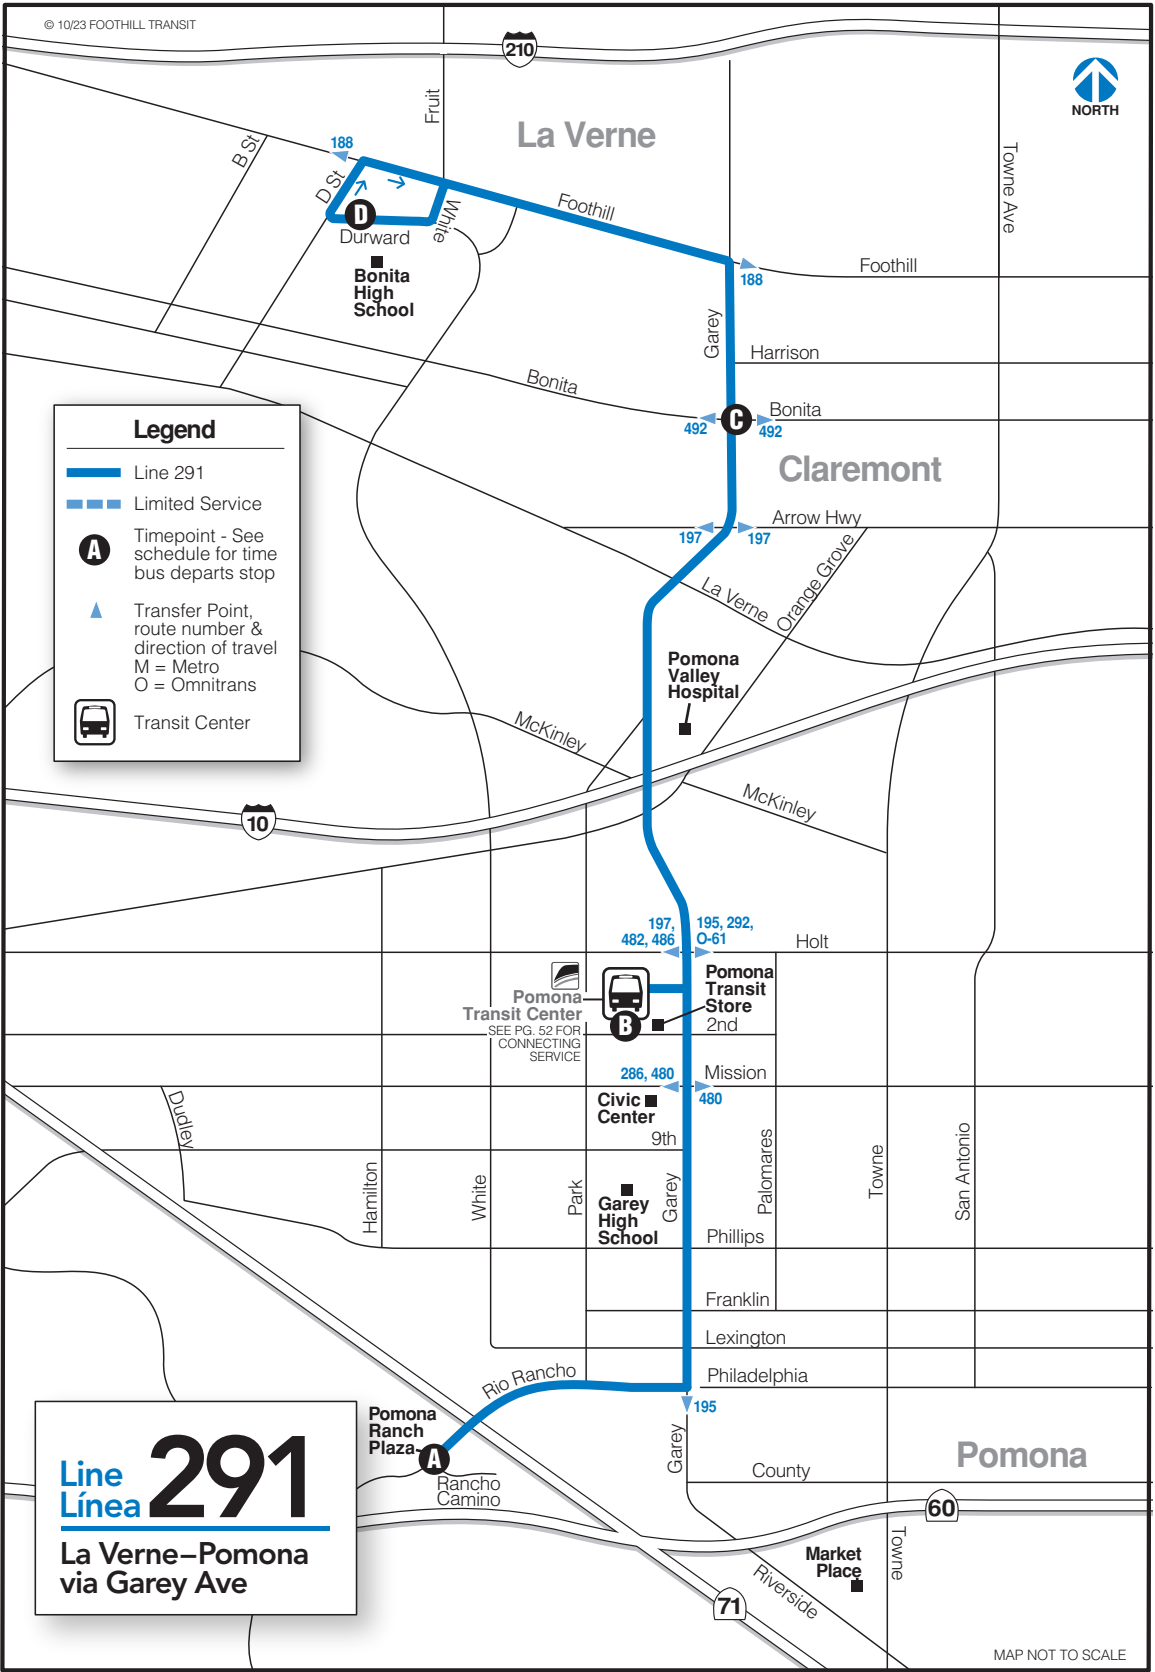 © 10/23 FOOTHILL TRANSIT
210
NORTH
Fruit
La Verne
B St
188
D St
D
Durward
White
Foothill
Towne Ave
Bonita
High
School
Foothill
188
Garey
Harrison
Bonita
C
Bonita
492
492
Claremont
Legend
Line 291
Limited Service
A
Timepoint - See
schedule for time
bus departs stop
Transfer Point,
route number &
direction of travel
M = Metro
O = Omnitrans
Transit Center
Arrow Hwy
197
197
La Verne
Orange Grove
Pomona
Valley
Hospital
McKinley
McKinley
10
197,
482, 486
195, 292,
O-61
Holt
Pomona
Transit Center
SEE PG. 52 FOR
CONNECTING
SERVICE
B
Pomona
Transit
Store
2nd
286, 480
Mission
480
Civic
Center
Dudley
9th
Hamilton
White
Park
Garey
Palomares
Towne
San Antonio
Garey
High
School
Phillips
Franklin
Lexington
Philadelphia
Rio Rancho
195
Pomona
Ranch
Plaza
A
Rancho
Camino
Garey
County
Pomona
60
Line
Línea
291
La Verne–Pomona
via Garey Ave
Market
Place
Towne
Riverside
71
MAP NOT TO SCALE